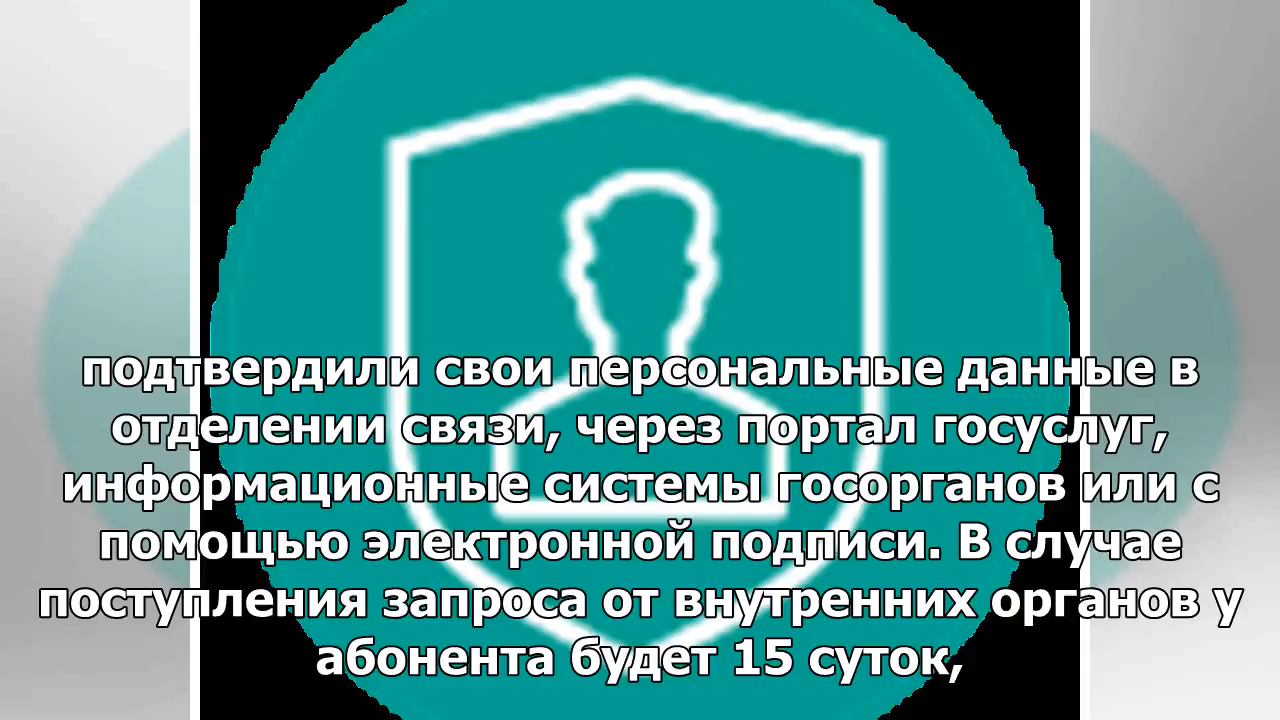 подтвердили свои персональные данные в
отделении связи, через портал госуслуг,
информационные системы госорганов или с
помощью электронной подписи. В случае
поступления запроса от внутренних органов у
абонента будет 15 суток,